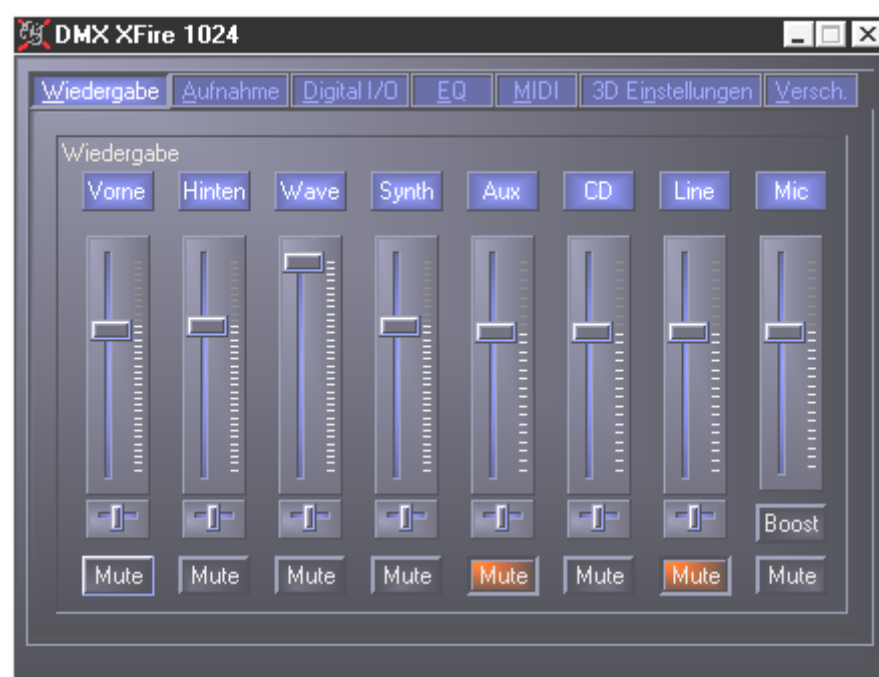 DMX XFire 1024
Wiedergabe Aufnahme Digital I/O EQ MIDI 3D Einstellungen Versch.
Wiedergabe
Vorne Hinten Wave Synth Aux CD Line Mic
Boost
Mute Mute Mute Mute Mute Mute Mute Mute